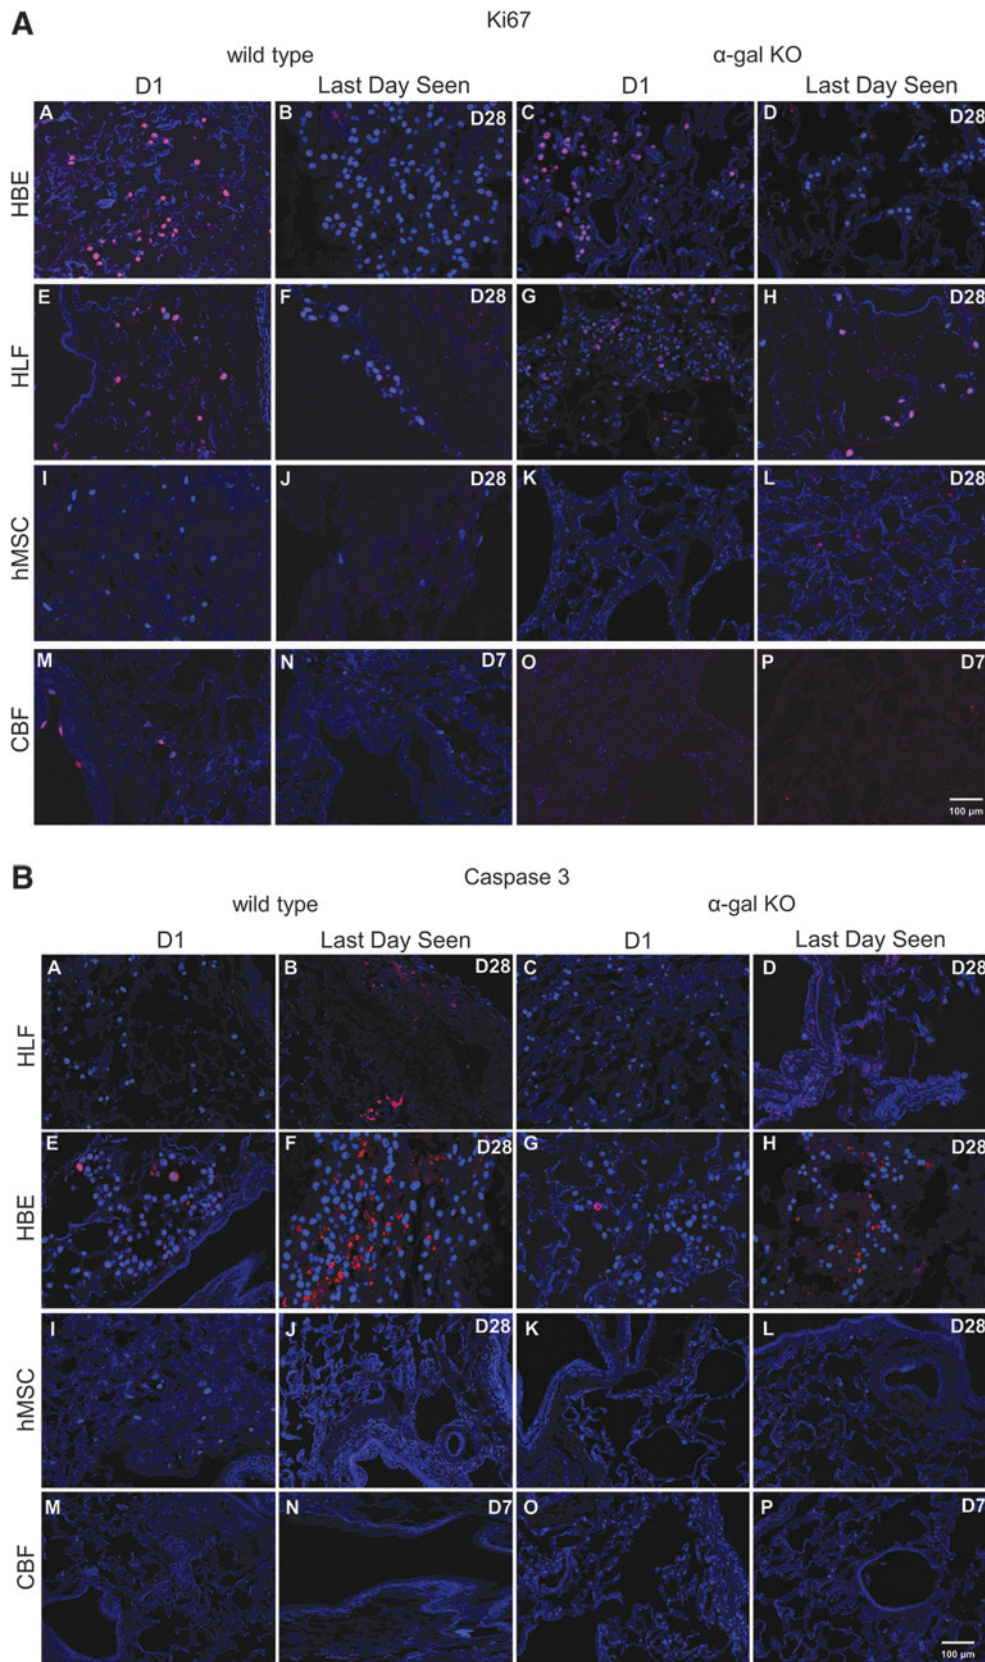 A
Ki67
wild type α-gal KO
D1 Last Day Seen D1 Last Day Seen
HBE
A B D28 C D D28
HLF
E F D28 G H D28
hMSC
I J D28 K L D28
CBF
M N D7 O P D7
100 µm
B
Caspase 3
wild type α-gal KO
D1 Last Day Seen D1 Last Day Seen
HLF
A B D28 C D D28
HBE
E F D28 G H D28
hMSC
I J D28 K L D28
CBF
M N D7 O P D7
100 µm